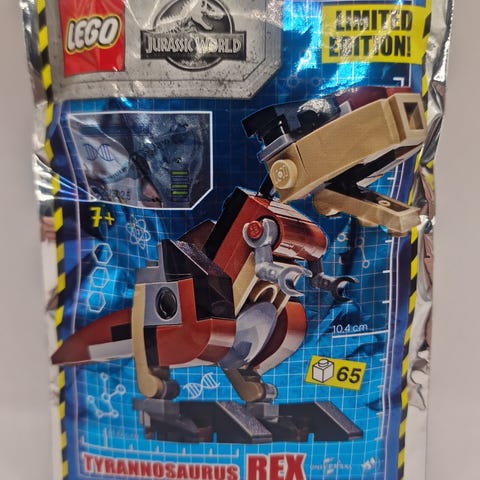 LEGO
JURASSIC WORLD
LIMITED
EDITION!
7+
10.4 cm
65
TYRANNOSAURUS REX